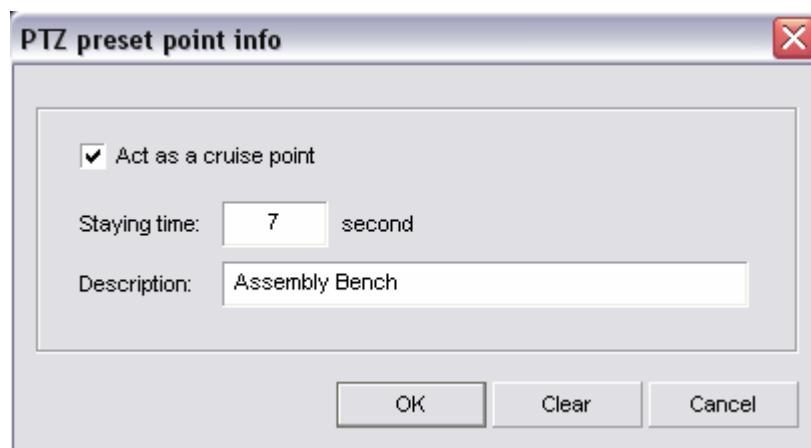 PTZ preset point info
Act as a cruise point
Staying time: 7 second
Description: Assembly Bench
OK Clear Cancel